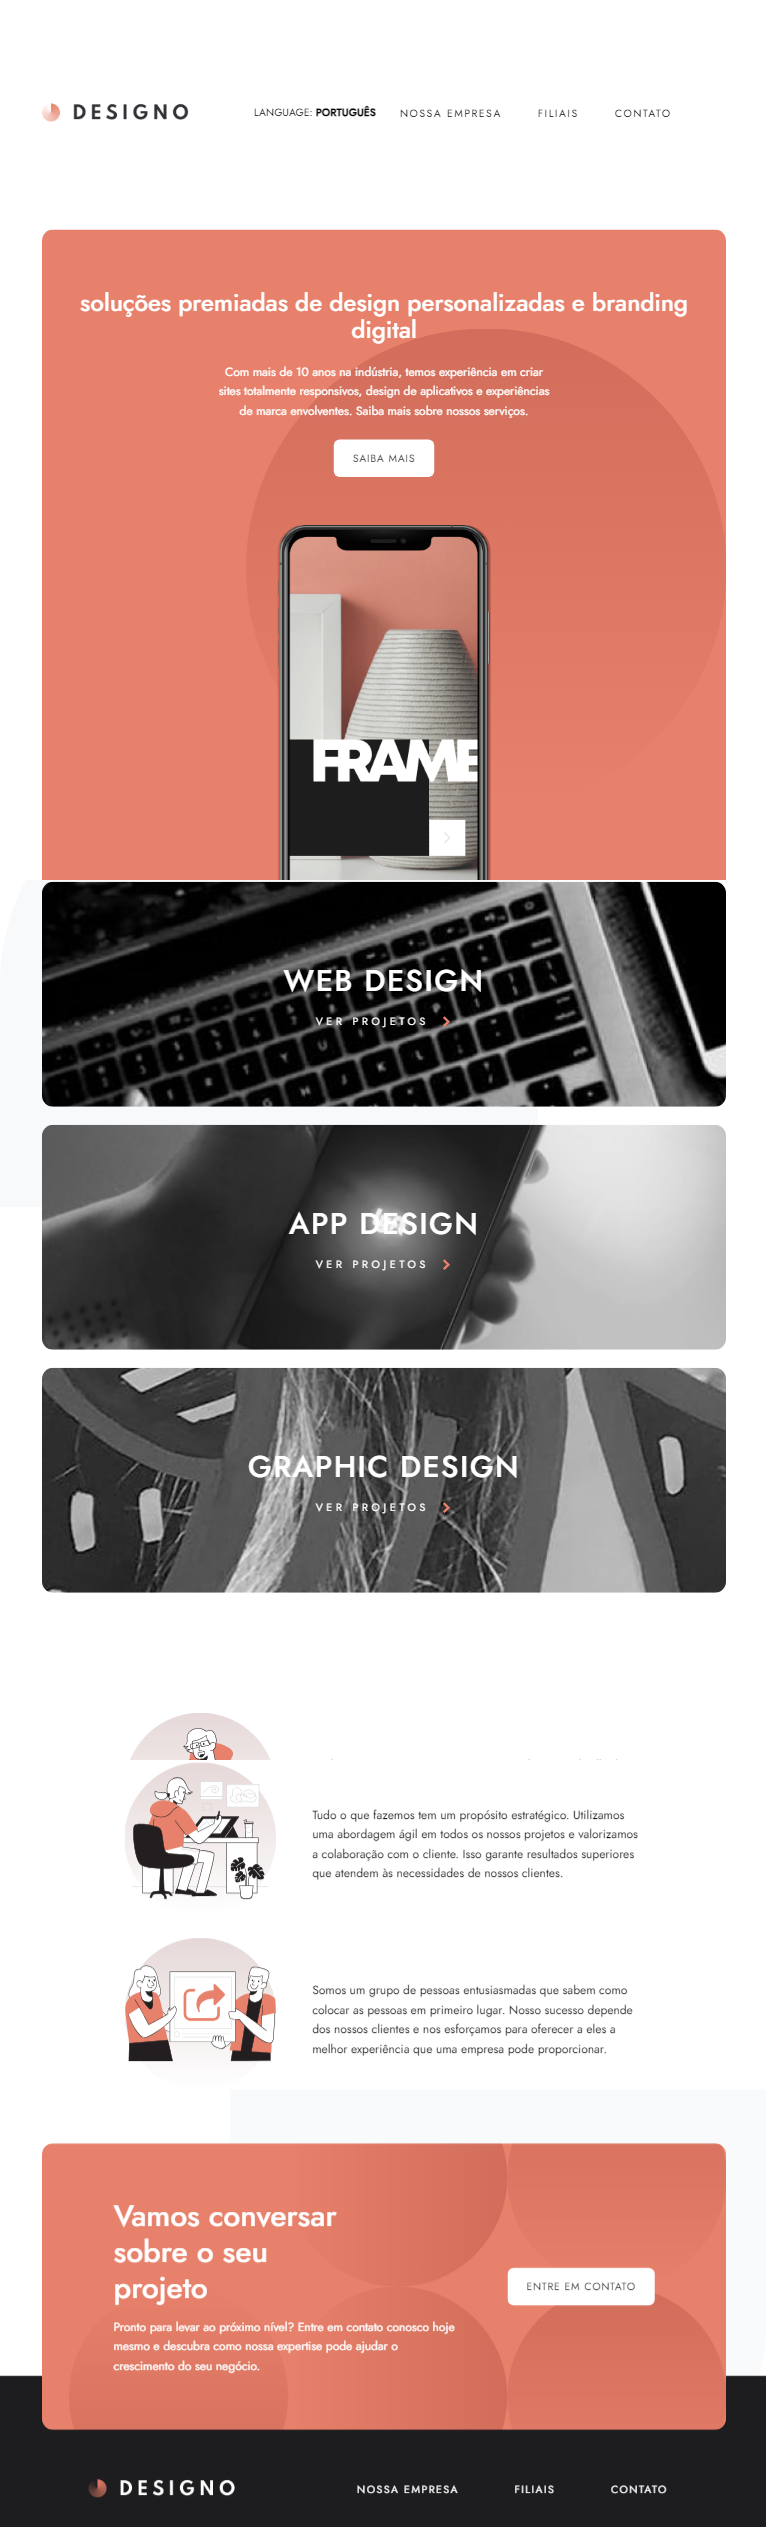 DESIGNO
LANGUAGE: PORTUGUÊS
NOSSA EMPRESA
FILIAIS
CONTATO
soluções premiadas de design personalizadas e branding
digital
Com mais de 10 anos na indústria, temos experiência em criar
sites totalmente responsivos, design de aplicativos e experiências
de marca envolventes. Saiba mais sobre nossos serviços.
SAIBA MAIS
FRAME
WEB DESIGN
VER PROJETOS
APP DESIGN
VER PROJETOS
GRAPHIC DESIGN
VER PROJETOS
Tudo o que fazemos tem um propósito estratégico. Utilizamos
uma abordagem ágil em todos os nossos projetos e valorizamos
a colaboração com o cliente. Isso garante resultados superiores
que atendem às necessidades de nossos clientes.
Somos um grupo de pessoas entusiasmadas que sabem como
colocar as pessoas em primeiro lugar. Nosso sucesso depende
dos nossos clientes e nos esforçamos para oferecer a eles a
melhor experiência que uma empresa pode proporcionar.
Vamos conversar
sobre o seu
projeto
Pronto para levar ao próximo nível? Entre em contato conosco hoje
mesmo e descubra como nossa expertise pode ajudar o
crescimento do seu negócio.
ENTRE EM CONTATO
DESIGNO
NOSSA EMPRESA
FILIAIS
CONTATO